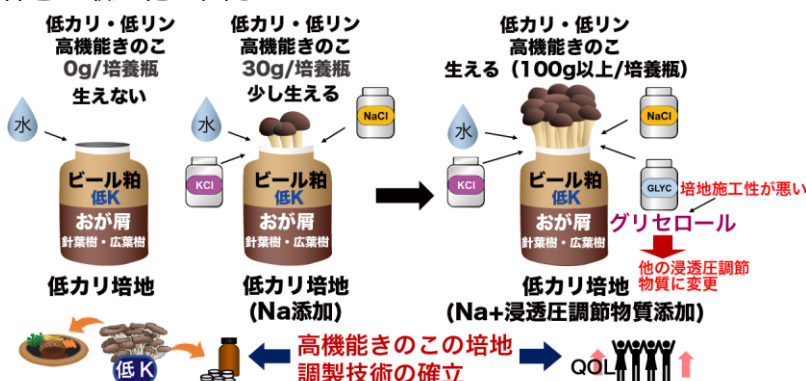 低カリ・低リン
高機能きのこ
0g/培養瓶
生えない
水
ビール粕
低K
おが屑
針葉樹・広葉樹
低カリ培地
低カリ・低リン
高機能きのこ
30g/培養瓶
少し生える
水
NaCl
KCl
ビール粕
低K
おが屑
針葉樹・広葉樹
低カリ培地
(Na添加)
低カリ・低リン
高機能きのこ
生える（100g以上/培養瓶）
水
NaCl
KCl
GLYC
培地施工性が悪い
グリセロール
他の浸透圧調節
物質に変更
ビール粕
低K
おが屑
針葉樹・広葉樹
低カリ培地
(Na+浸透圧調節物質添加)
低K
高機能きのこの培地
調製技術の確立
QOL